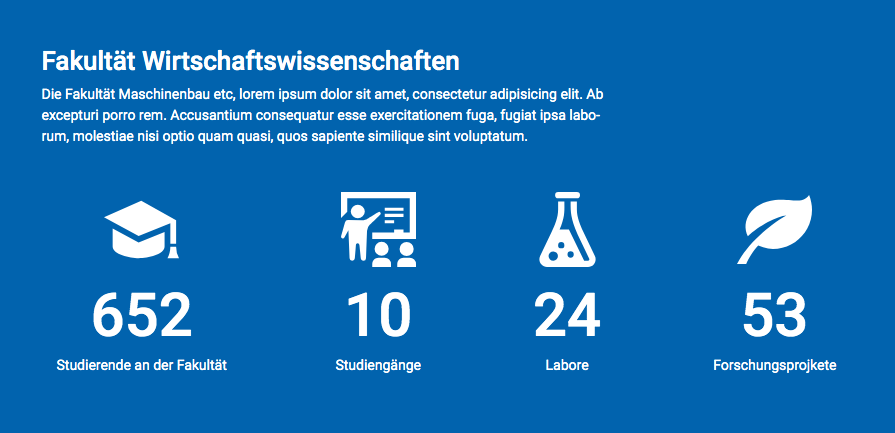 Fakultät Wirtschaftswissenschaften
Die Fakultät Maschinenbau etc, lorem ipsum dolor sit amet, consectetur adipisicing elit. Ab
excepturi porro rem. Accusantium consequatur esse exercitationem fuga, fugiat ipsa labo-
rum, molestiae nisi optio quam quasi, quos sapiente similique sint voluptatum.
652
Studierende an der Fakultät
10
Studiengänge
24
Labore
53
Forschungsprojkete